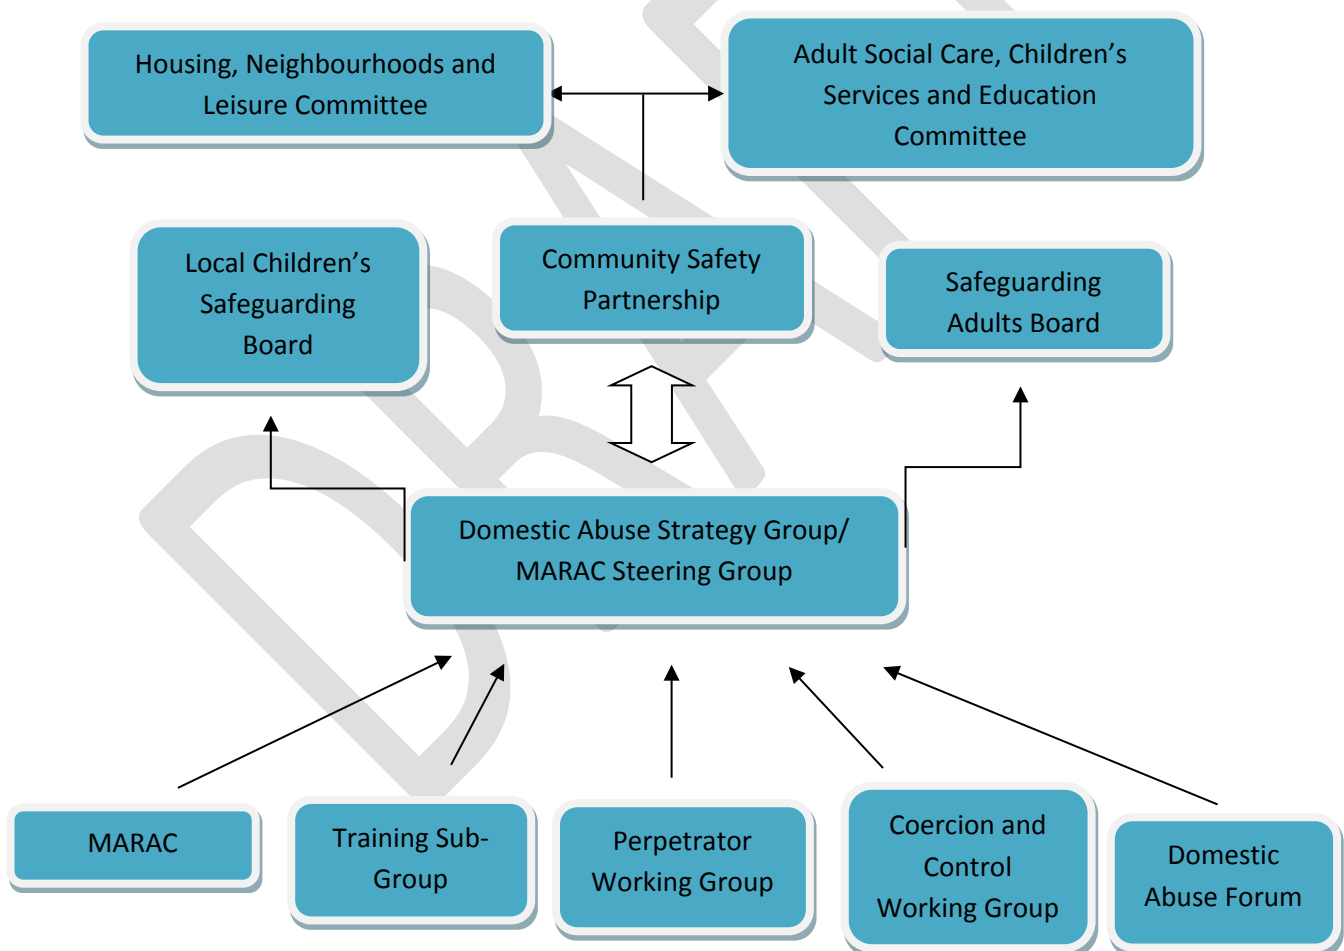 Housing, Neighbourhoods and
Leisure Committee
Adult Social Care, Children’s
Services and Education
Committee
Local Children’s
Safeguarding
Board
Community Safety
Partnership
Safeguarding
Adults Board
Domestic Abuse Strategy Group/
MARAC Steering Group
MARAC
Training Sub-
Group
Perpetrator
Working Group
Coercion and
Control
Working Group
Domestic
Abuse Forum
DRA